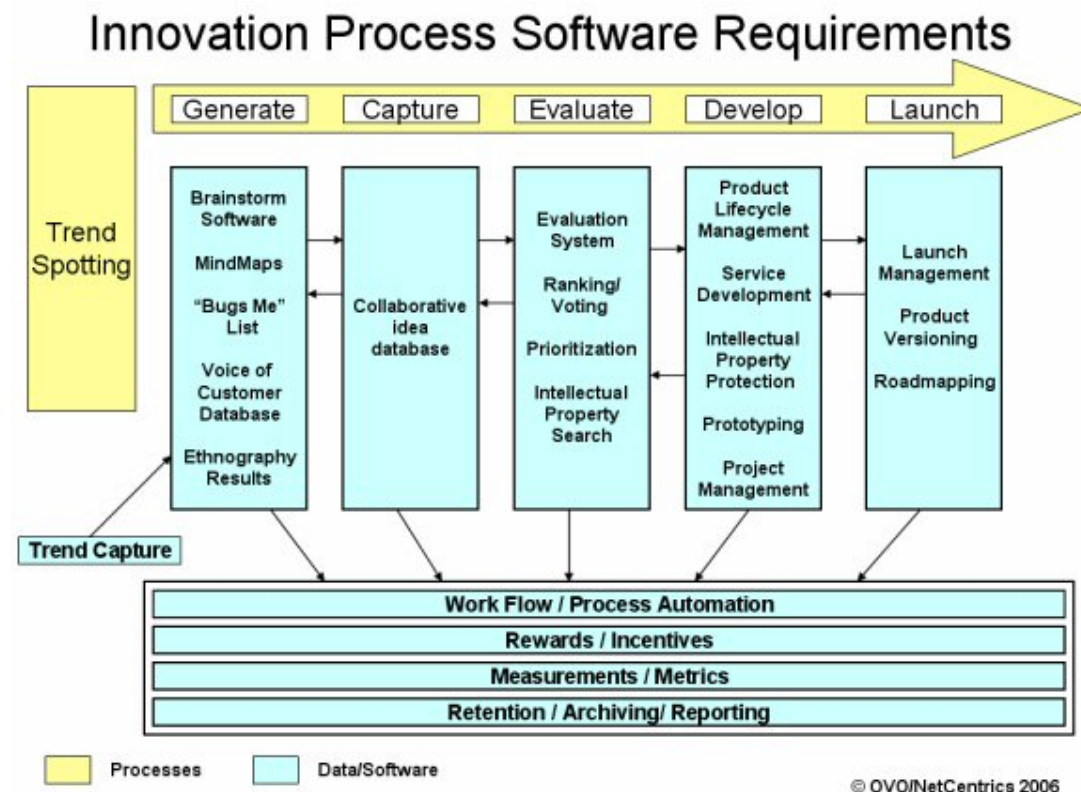 Innovation Process Software Requirements
Generate
Capture
Evaluate
Develop
Launch
Trend
Spotting
Brainstorm
Software
MindMaps
“Bugs Me”
List
Voice of
Customer
Database
Ethnography
Results
Collaborative
idea
database
Evaluation
System
Ranking/
Voting
Prioritization
Intellectual
Property
Search
Product
Lifecycle
Management
Service
Development
Intellectual
Property
Protection
Prototyping
Project
Management
Launch
Management
Product
Versioning
Roadmapping
Trend Capture
Work Flow / Process Automation
Rewards / Incentives
Measurements / Metrics
Retention / Archiving/ Reporting
Processes
Data/Software
© OVO/NetCentrics 2006